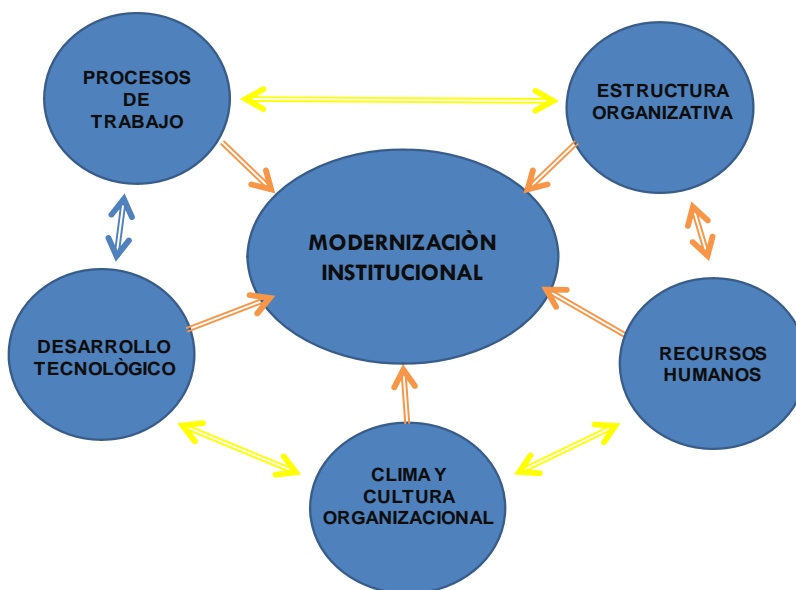 PROCESOS
DE
TRABAJO
ESTRUCTURA
ORGANIZATIVA
MODERNIZACIÒN
INSTITUCIONAL
DESARROLLO
TECNOLÒGICO
RECURSOS
HUMANOS
CLIMA Y
CULTURA
ORGANIZACIONAL